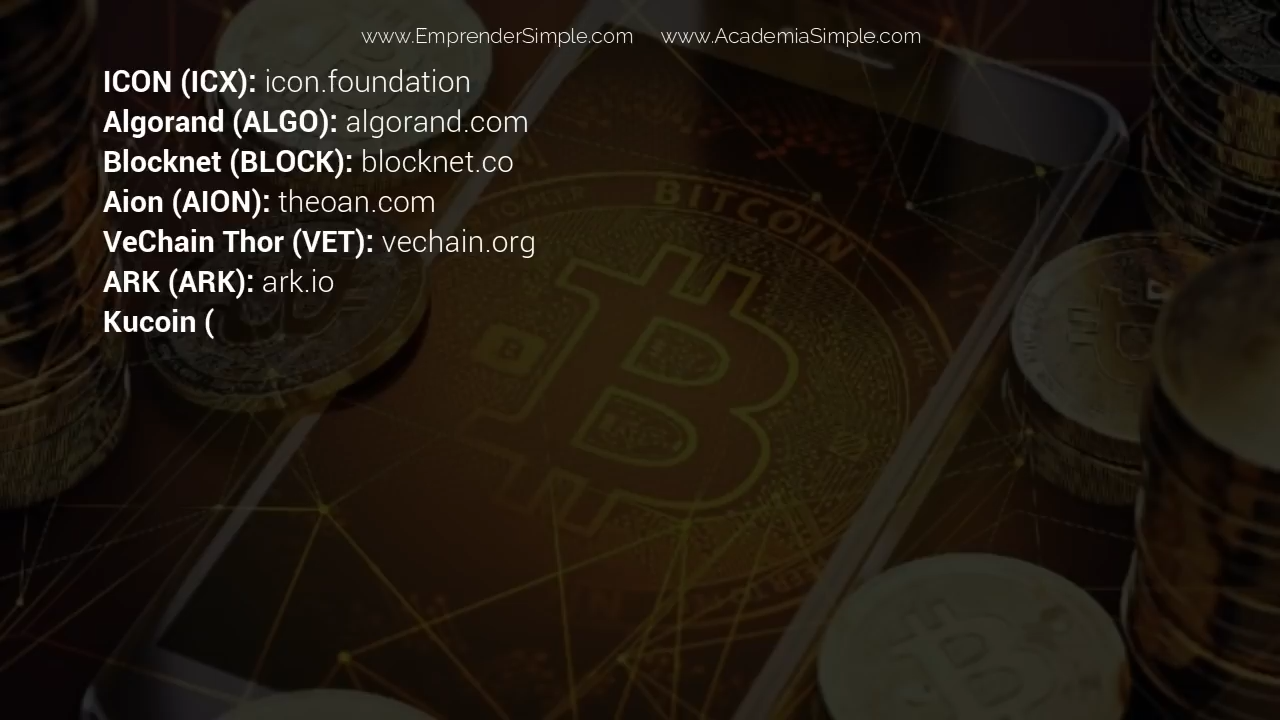 www.EmprenderSimple.com www.AcademiaSimple.com
ICON (ICX): icon.foundation
Algorand (ALGO): algorand.com
Blocknet (BLOCK): blocknet.co
Aion (AION): theoan.com
VeChain Thor (VET): vechain.org
ARK (ARK): ark.io
Kucoin (
BITCOIN